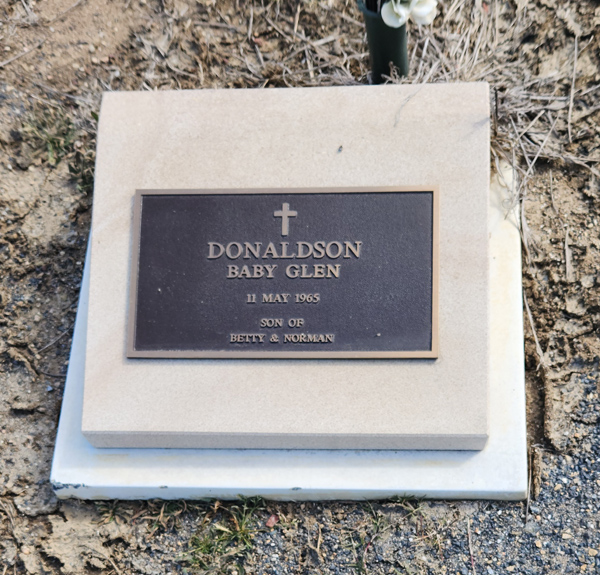 DONALDSON
BABY GLEN
11 MAY 1965
SON OF
BETTY & NORMAN